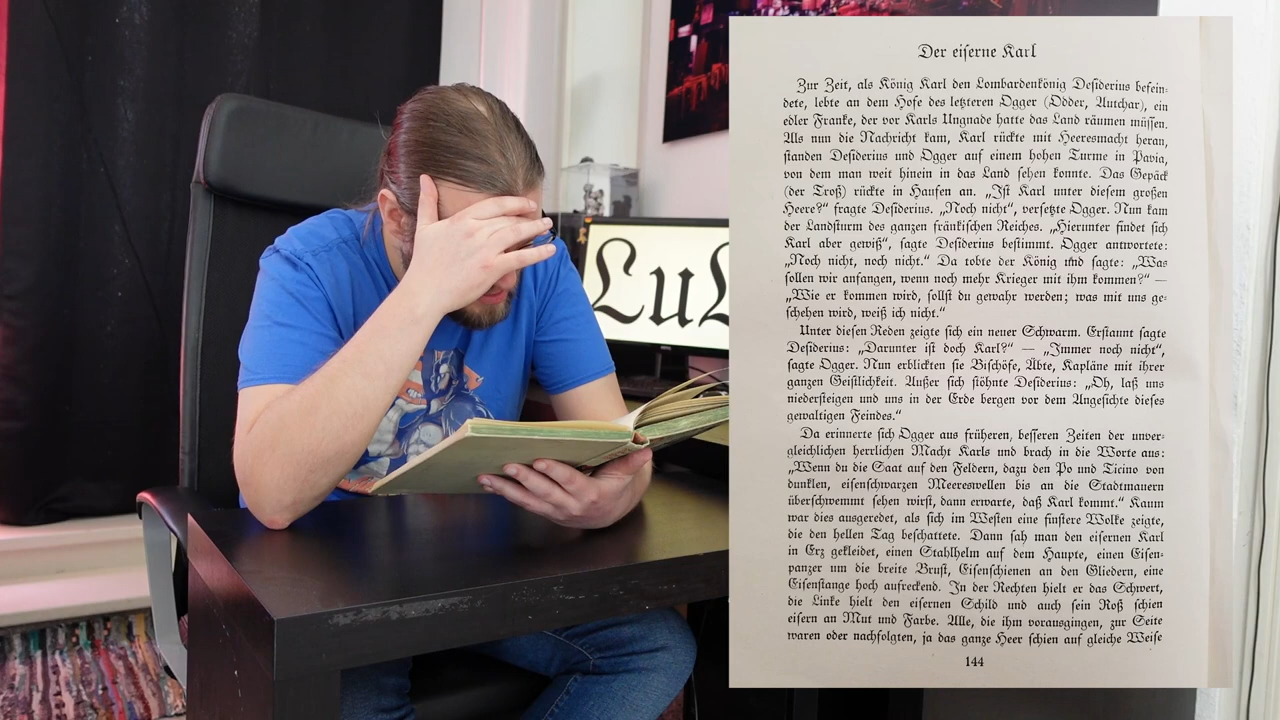 LuL
Der eiserne Karl
Zur Zeit, als König Karl den Lombardenkönig Desiderius befein-
dete, lebte an dem Hofe des letzteren Ogger (Odder, Autchar), ein
edler Franke, der vor Karls Ungnade hatte das Land räumen müssen.
Als nun die Nachricht kam, Karl rückte mit Heeresmacht heran,
standen Desiderius und Ogger auf einem hohen Turme in Pavia,
von dem man weit hinein in das Land sehen konnte. Das Gepäck
(der Troß) rückte in Haufen an. „Ist Karl unter diesem großen
Heere?“ fragte Desiderius. „Noch nicht“, versetzte Ogger. Nun kam
der Landsturm des ganzen fränkischen Reiches. „Hierunter findet sich
Karl aber gewiß“, sagte Desiderius bestimmt. Ogger antwortete:
„Noch nicht, noch nicht.“ Da tobte der König und sagte: „Was
sollen wir anfangen, wenn noch mehr Krieger mit ihm kommen?“ —
„Wie er kommen wird, sollst du gewahr werden; was mit uns ge-
schehen wird, weiß ich nicht.“
Unter diesen Reden zeigte sich ein neuer Schwarm. Erstaunt sagte
Desiderius: „Darunter ist doch Karl?“ — „Immer noch nicht“,
sagte Ogger. Nun erblickten sie Bischöfe, Äbte, Kapläne mit ihrer
ganzen Geistlichkeit. Außer sich stöhnte Desiderius: „Oh, laß uns
niedersteigen und uns in der Erde bergen vor dem Angesichte dieses
gewaltigen Feindes.“
Da erinnerte sich Ogger aus früheren, besseren Zeiten der unver-
gleichlichen herrlichen Macht Karls und brach in die Worte aus:
„Wenn du die Saat auf den Feldern, dazu den Po und Ticino von
dunklen, eisenschwarzen Meereswellen bis an die Stadtmauern
überschwemmt sehen wirst, dann erwarte, daß Karl kommt.“ Kaum
war dies ausgeredet, als sich im Westen eine finstere Wolke zeigte,
die den hellen Tag beschattete. Dann sah man den eisernen Karl
in Erz gekleidet, einen Stahlhelm auf dem Haupte, einen Eisen-
panzer um die breite Brust, Eisenschienen an den Gliedern, eine
Eisenstange hoch aufreckend. In der Rechten hielt er das Schwert,
die Linke hielt den eisernen Schild und auch sein Roß schien
eisern an Mut und Farbe. Alle, die ihm vorausgingen, zur Seite
waren oder nachfolgten, ja das ganze Heer schien auf gleiche Weise
144